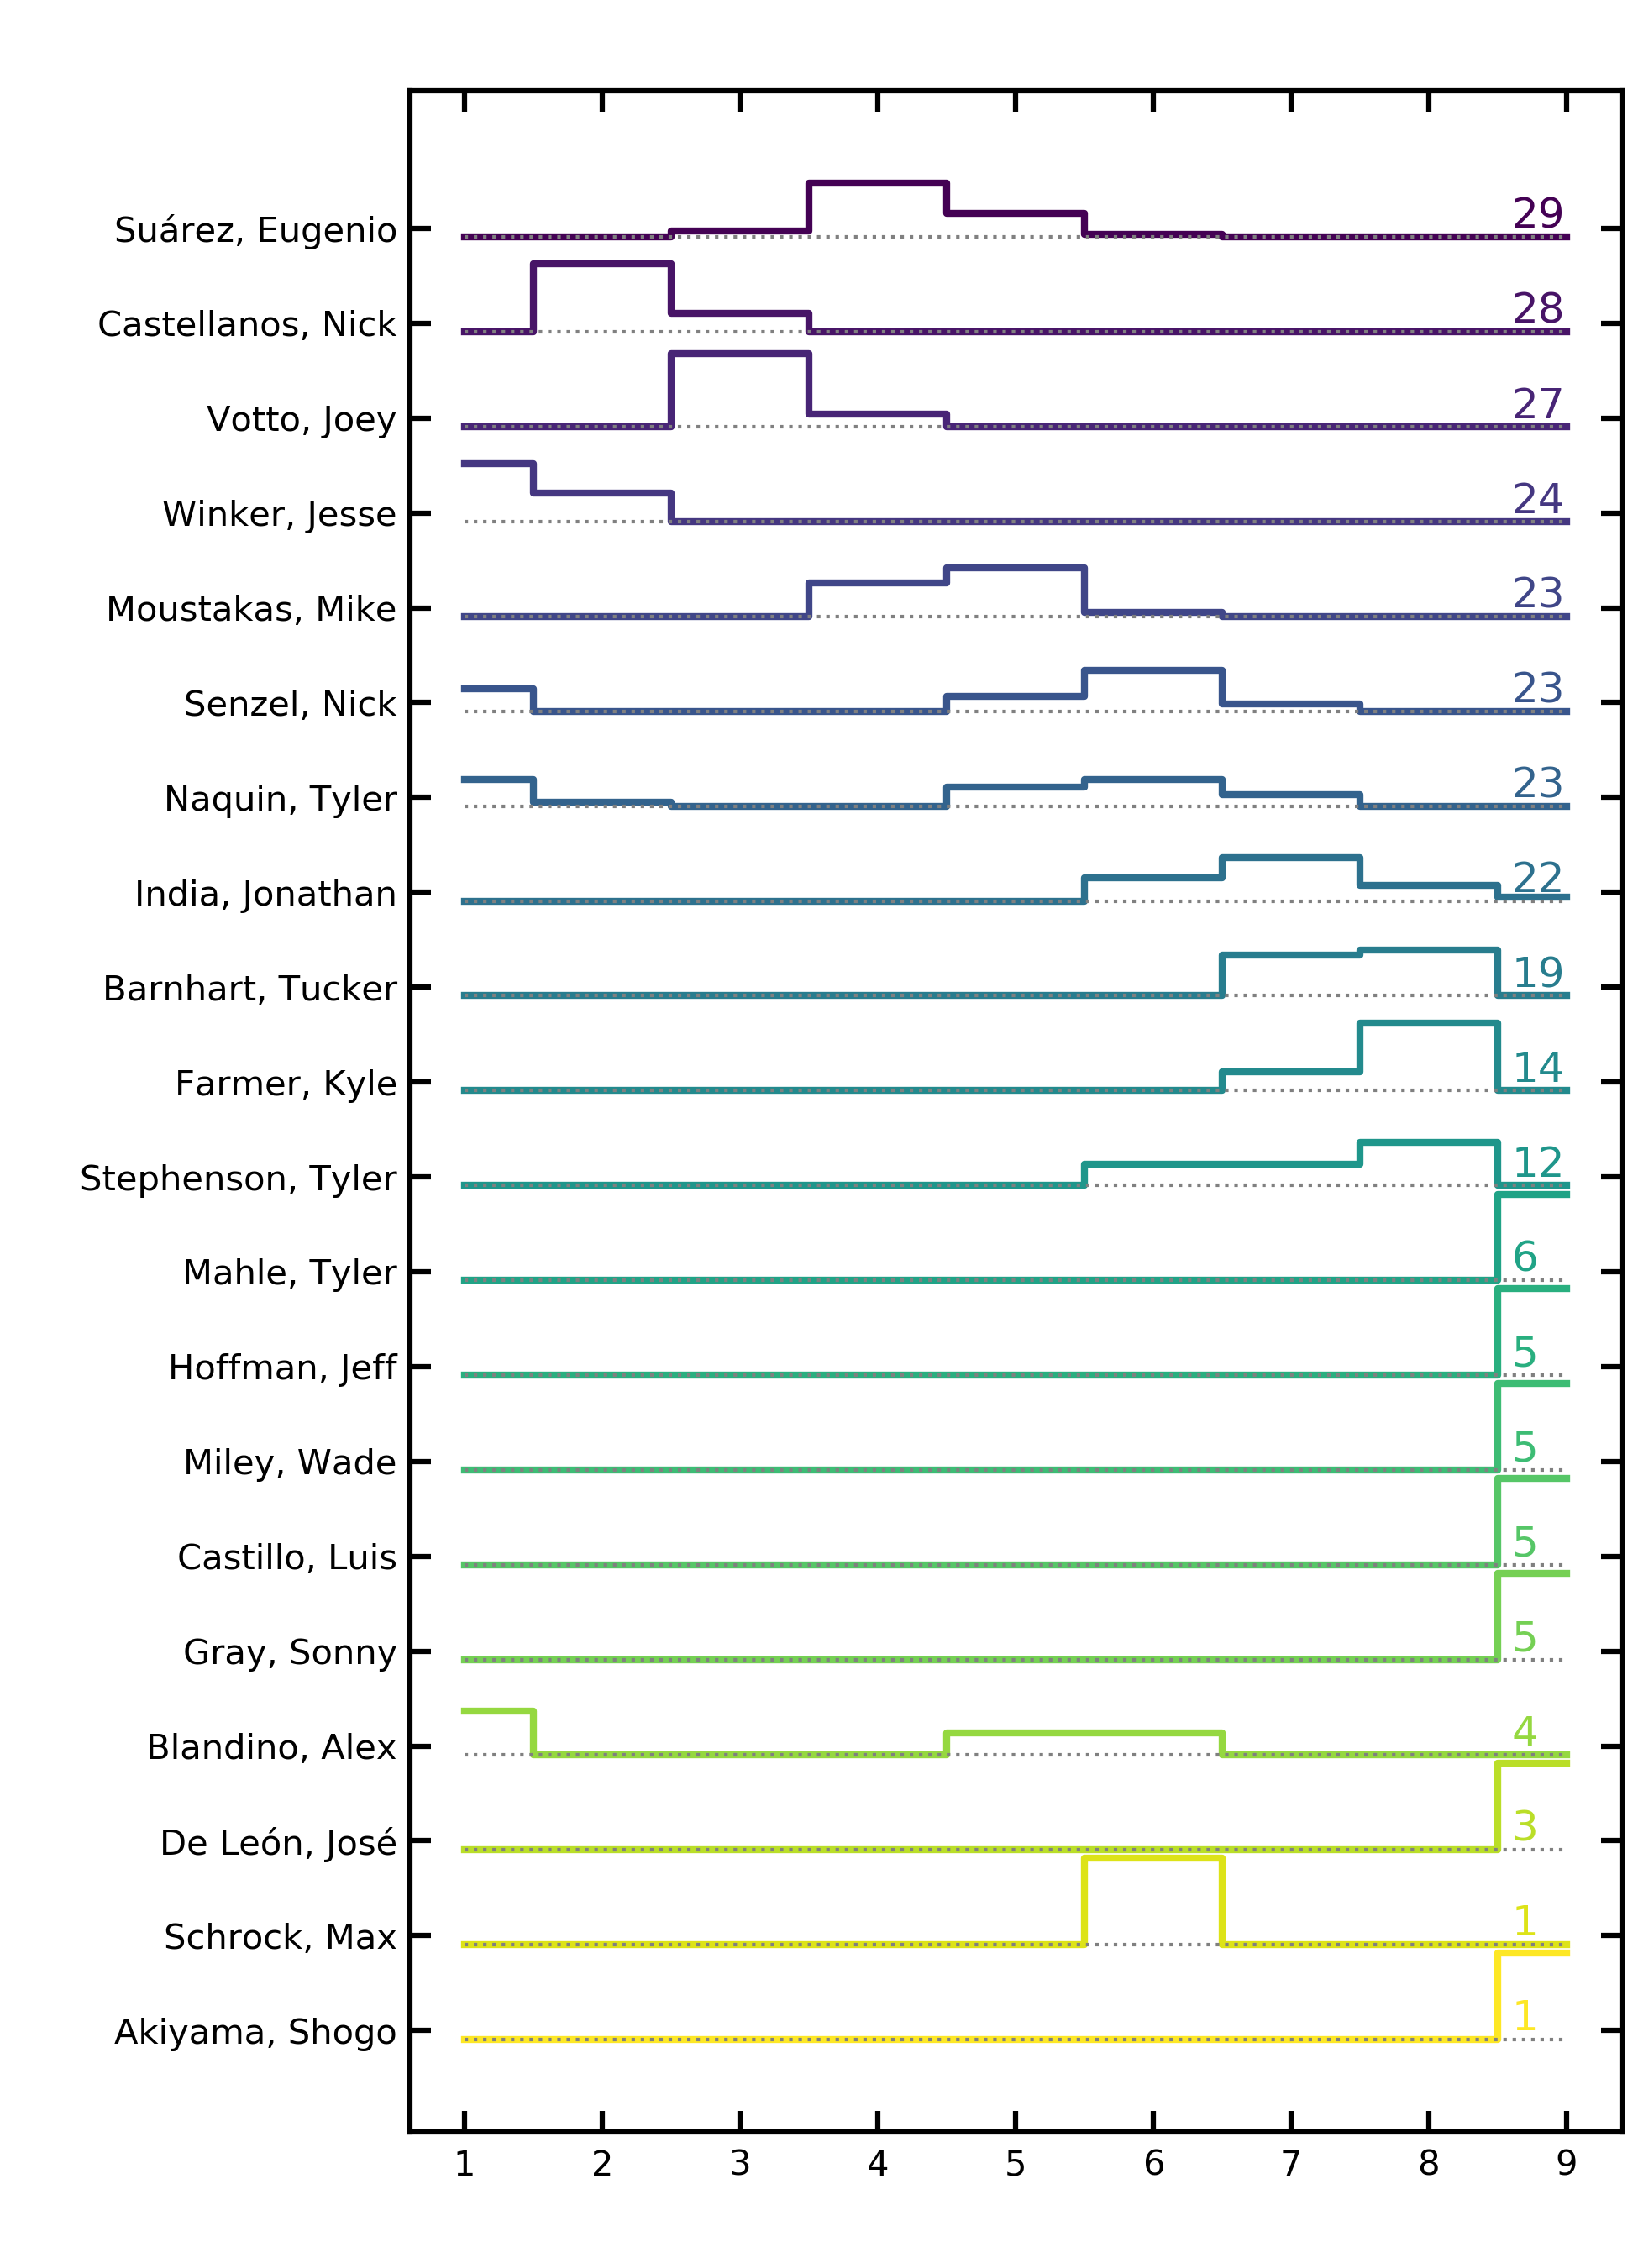 Suárez, Eugenio 29
Castellanos, Nick 28
Votto, Joey 27
Winker, Jesse 24
Moustakas, Mike 23
Senzel, Nick 23
Naquin, Tyler 23
India, Jonathan 22
Barnhart, Tucker 19
Farmer, Kyle 14
Stephenson, Tyler 12
Mahle, Tyler 6
Hoffman, Jeff 5
Miley, Wade 5
Castillo, Luis 5
Gray, Sonny 5
Blandino, Alex 4
De León, José 3
Schrock, Max 1
Akiyama, Shogo 1
1 2 3 4 5 6 7 8 9